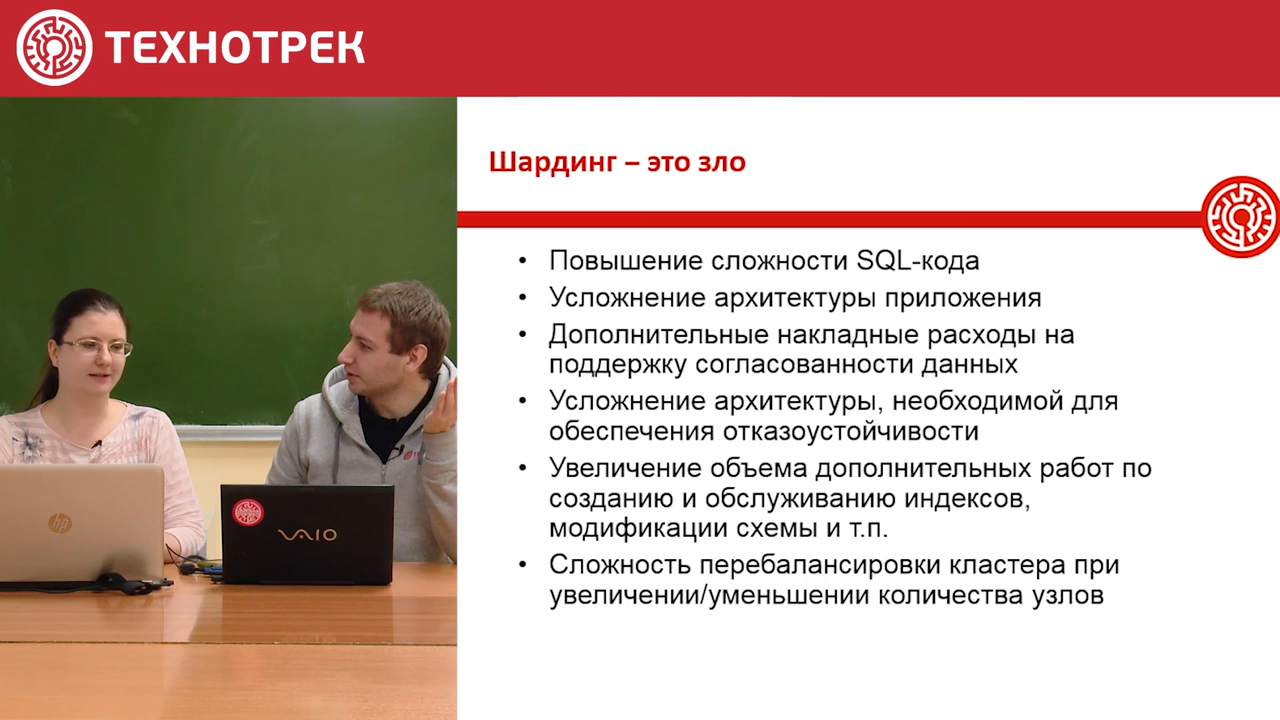 ТЕХНОТРЕК
Шардинг – это зло
• Повышение сложности SQL-кода
• Усложнение архитектуры приложения
• Дополнительные накладные расходы на
поддержку согласованности данных
• Усложнение архитектуры, необходимой для
обеспечения отказоустойчивости
• Увеличение объема дополнительных работ по
созданию и обслуживанию индексов,
модификации схемы и т.п.
• Сложность перебалансировки кластера при
увеличении/уменьшении количества узлов
hp
VAIO